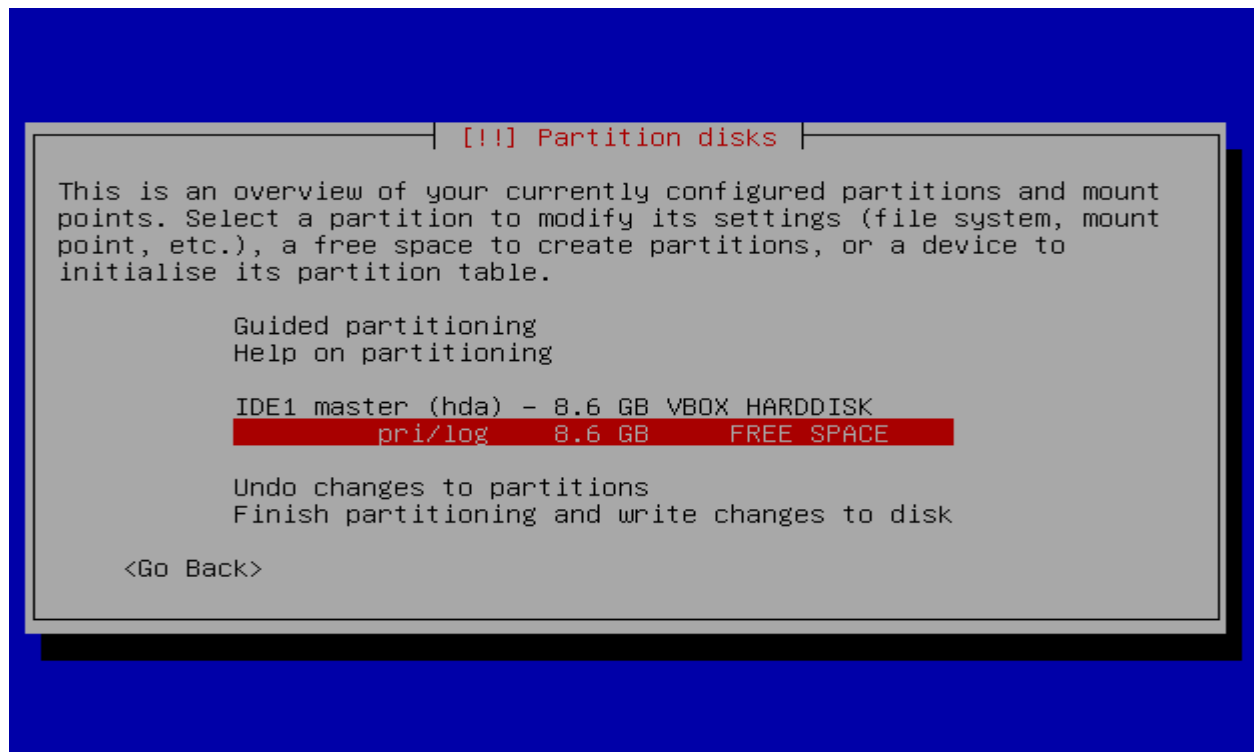 [!!] Partition disks
This is an overview of your currently configured partitions and mount
points. Select a partition to modify its settings (file system, mount
point, etc.), a free space to create partitions, or a device to
initialise its partition table.
Guided partitioning
Help on partitioning
IDE1 master (hda) - 8.6 GB VBOX HARDDISK
pri/log 8.6 GB FREE SPACE
Undo changes to partitions
Finish partitioning and write changes to disk
<Go Back>